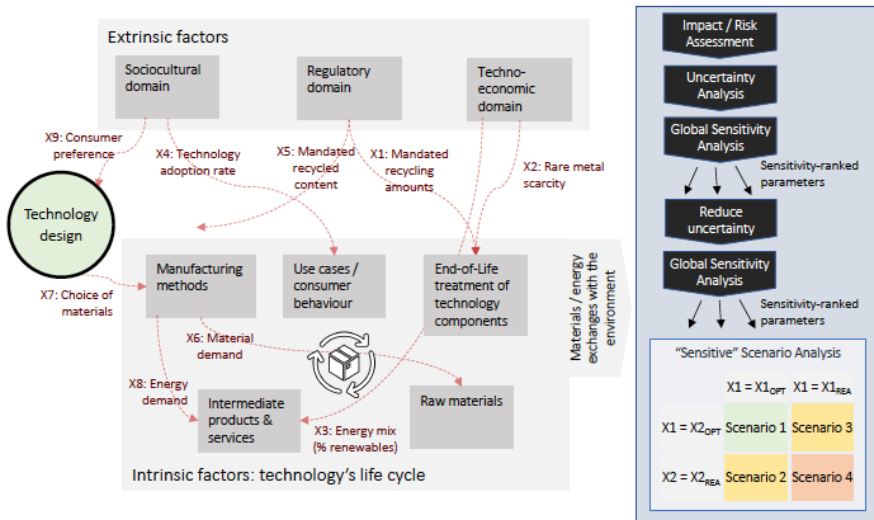 Extrinsic factors
Sociocultural
domain
Regulatory
domain
Techno-
economic
domain
X9: Consumer
preference
X4: Technology
adoption rate
X5: Mandated
recycled
content
X1: Mandated
recycling
amounts
X2: Rare metal
scarcity
Technology
design
X7: Choice of
materials
Manufacturing
methods
Use cases /
consumer
behaviour
End-of-Life
treatment of
technology
components
X6: Material
demand
X8: Energy
demand
Intermediate
products &
services
X3: Energy mix
(% renewables)
Raw materials
Intrinsic factors: technology's life cycle
Materials / energy
exchanges with the
environment
Impact / Risk
Assessment
Uncertainty
Analysis
Global Sensitivity
Analysis
Sensitivity-ranked
parameters
Reduce
uncertainty
Global Sensitivity
Analysis
Sensitivity-ranked
parameters
"Sensitive" Scenario Analysis
X1 = X1OPT X1 = X1REA
X1 = X2OPT Scenario 1 Scenario 3
X2 = X2REA Scenario 2 Scenario 4